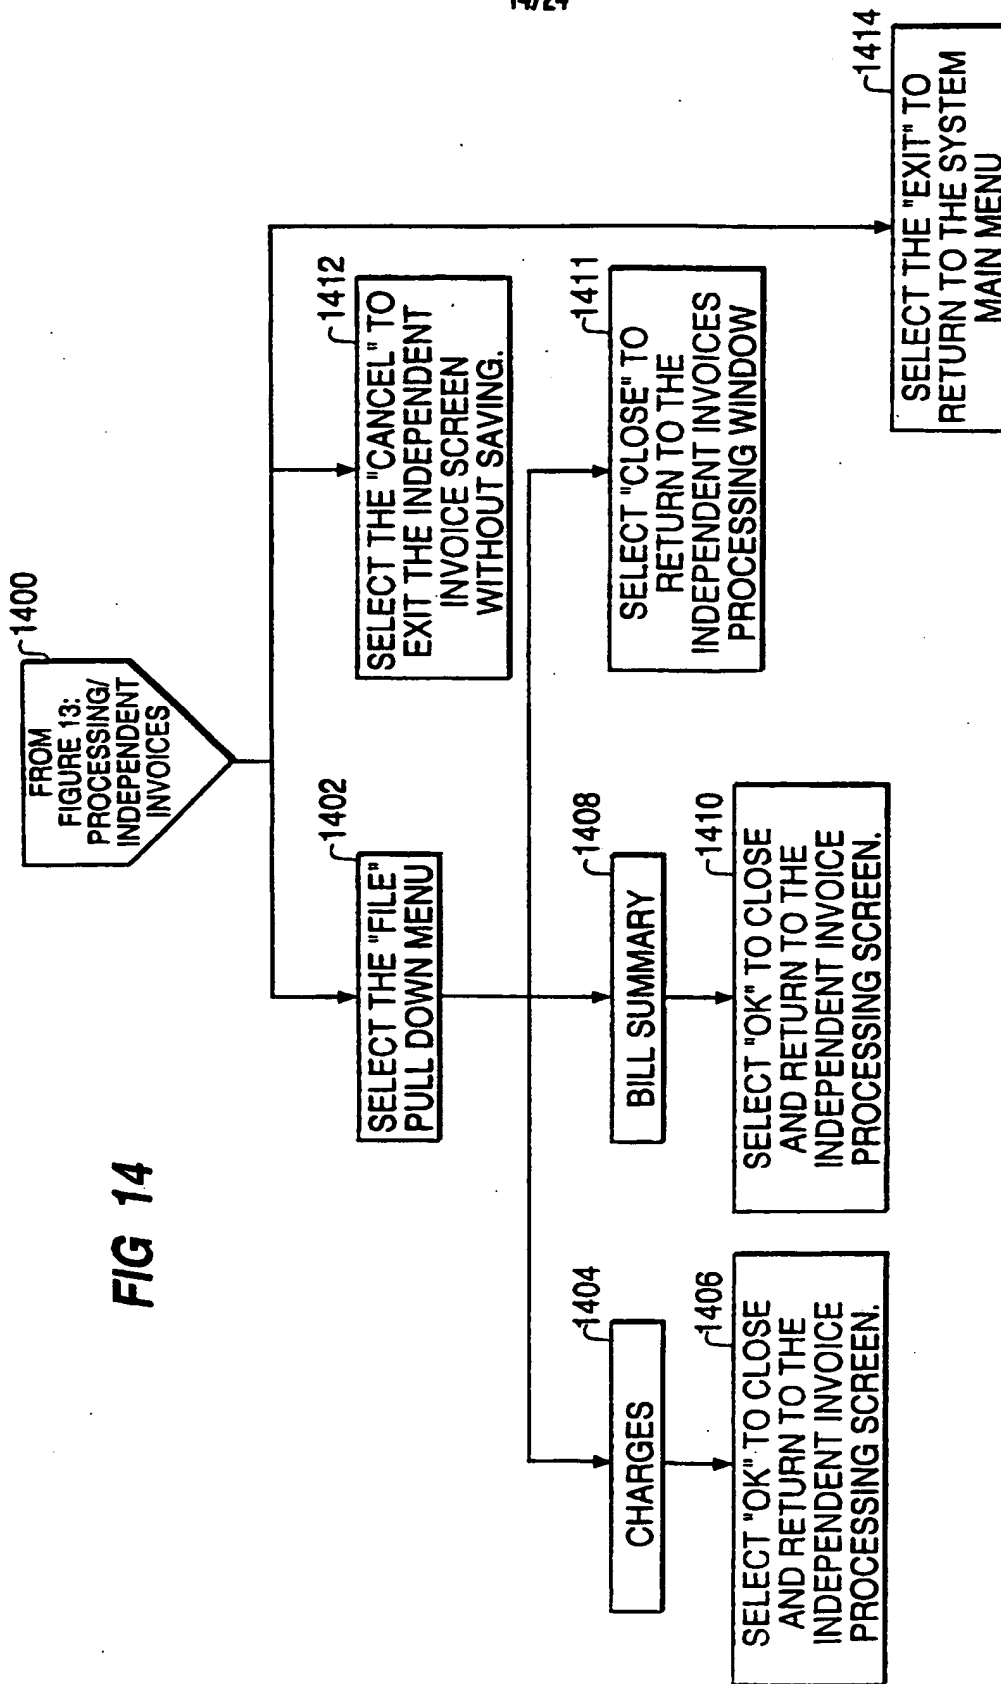 14/24
FIG 14
1400
FROM
FIGURE 13:
PROCESSING/
INDEPENDENT
INVOICES
1402
SELECT THE "FILE"
PULL DOWN MENU
1412
SELECT THE "CANCEL" TO
EXIT THE INDEPENDENT
INVOICE SCREEN
WITHOUT SAVING.
1404
CHARGES
1408
BILL SUMMARY
1411
SELECT "CLOSE" TO
RETURN TO THE
INDEPENDENT INVOICES
PROCESSING WINDOW
1406
SELECT "OK" TO CLOSE
AND RETURN TO THE
INDEPENDENT INVOICE
PROCESSING SCREEN.
1410
SELECT "OK" TO CLOSE
AND RETURN TO THE
INDEPENDENT INVOICE
PROCESSING SCREEN.
1414
SELECT THE "EXIT" TO
RETURN TO THE SYSTEM
MAIN MENU